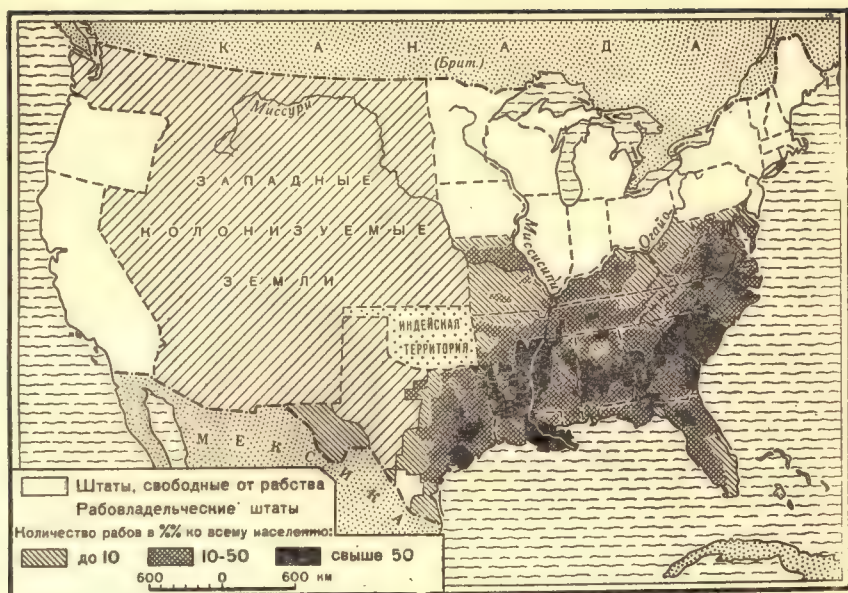 КАНАДА
(Брит.)
Миссури
ЗАПАДНЫЕ
КОЛОНИЗУЕМЫЕ
ЗЕМЛИ
Миссисипи
Огайо
ИНДЕЙСКАЯ
ТЕРРИТОРИЯ
МЕКСИКА
Штаты, свободные от рабства
Рабовладельческие штаты
Количество рабов в %% ко всему населению:
до 10
10-50
свыше 50
600 0 600 км